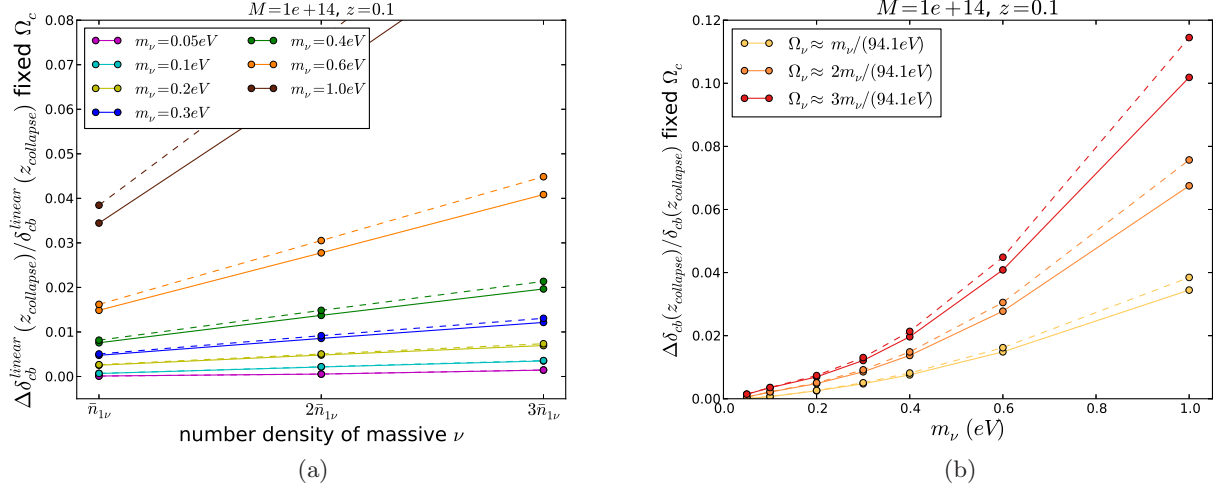 M=1e+14, z=0.1
Δδ_cb^linear (z_collapse)/δ_cb^linear (z_collapse) fixed Ω_c
0.08
0.07
0.06
0.05
0.04
0.03
0.02
0.01
0.00
m_ν=0.05eV
m_ν=0.1eV
m_ν=0.2eV
m_ν=0.3eV
m_ν=0.4eV
m_ν=0.6eV
m_ν=1.0eV
n̄_1ν 2n̄_1ν 3n̄_1ν
number density of massive ν
(a)
M=1e+14, z=0.1
Δδ_cb(z_collapse)/δ_cb(z_collapse) fixed Ω_c
0.12
0.10
0.08
0.06
0.04
0.02
0.00
Ω_ν≈ m_ν/(94.1eV)
Ω_ν≈ 2m_ν/(94.1eV)
Ω_ν≈ 3m_ν/(94.1eV)
0.0 0.2 0.4 0.6 0.8 1.0
m_ν (eV)
(b)